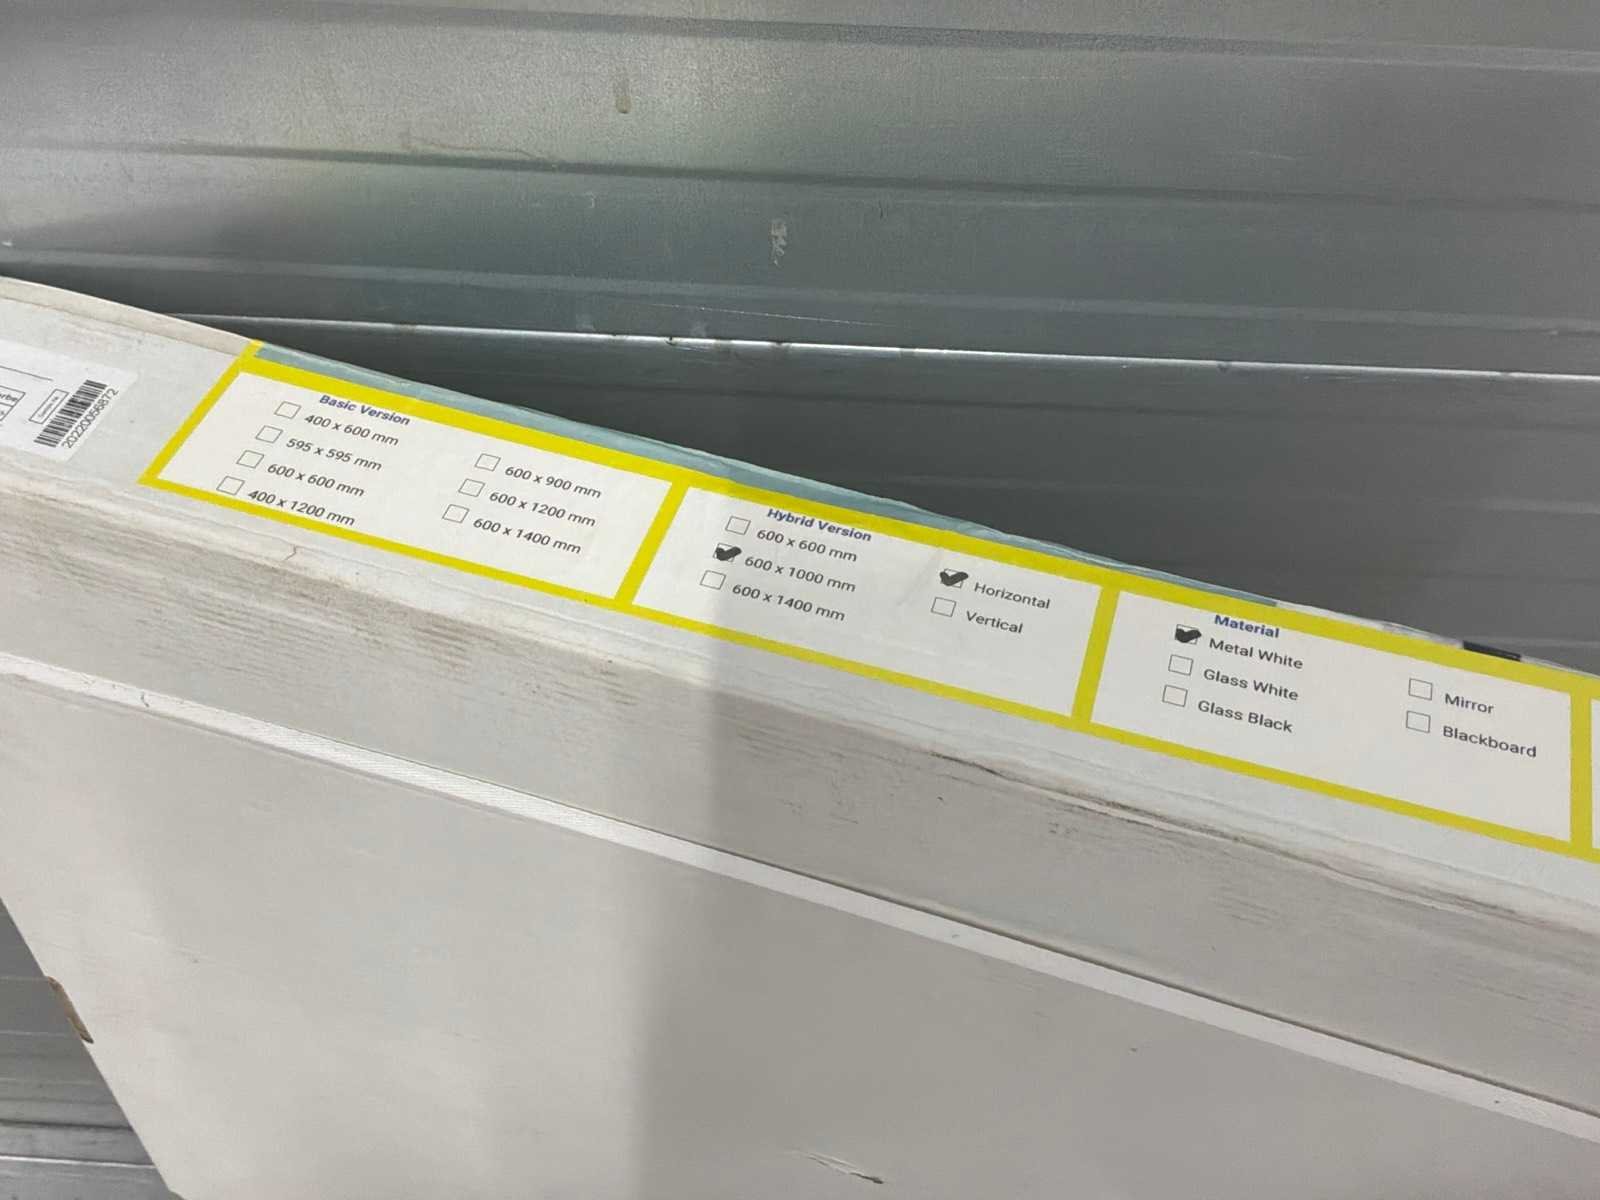 20220056872
Basic Version
400 x 600 mm
595 x 595 mm
600 x 600 mm
400 x 1200 mm
600 x 900 mm
600 x 1200 mm
600 x 1400 mm
Hybrid Version
600 x 600 mm
600 x 1000 mm
600 x 1400 mm
Horizontal
Vertical
Material
Metal White
Glass White
Glass Black
Mirror
Blackboard